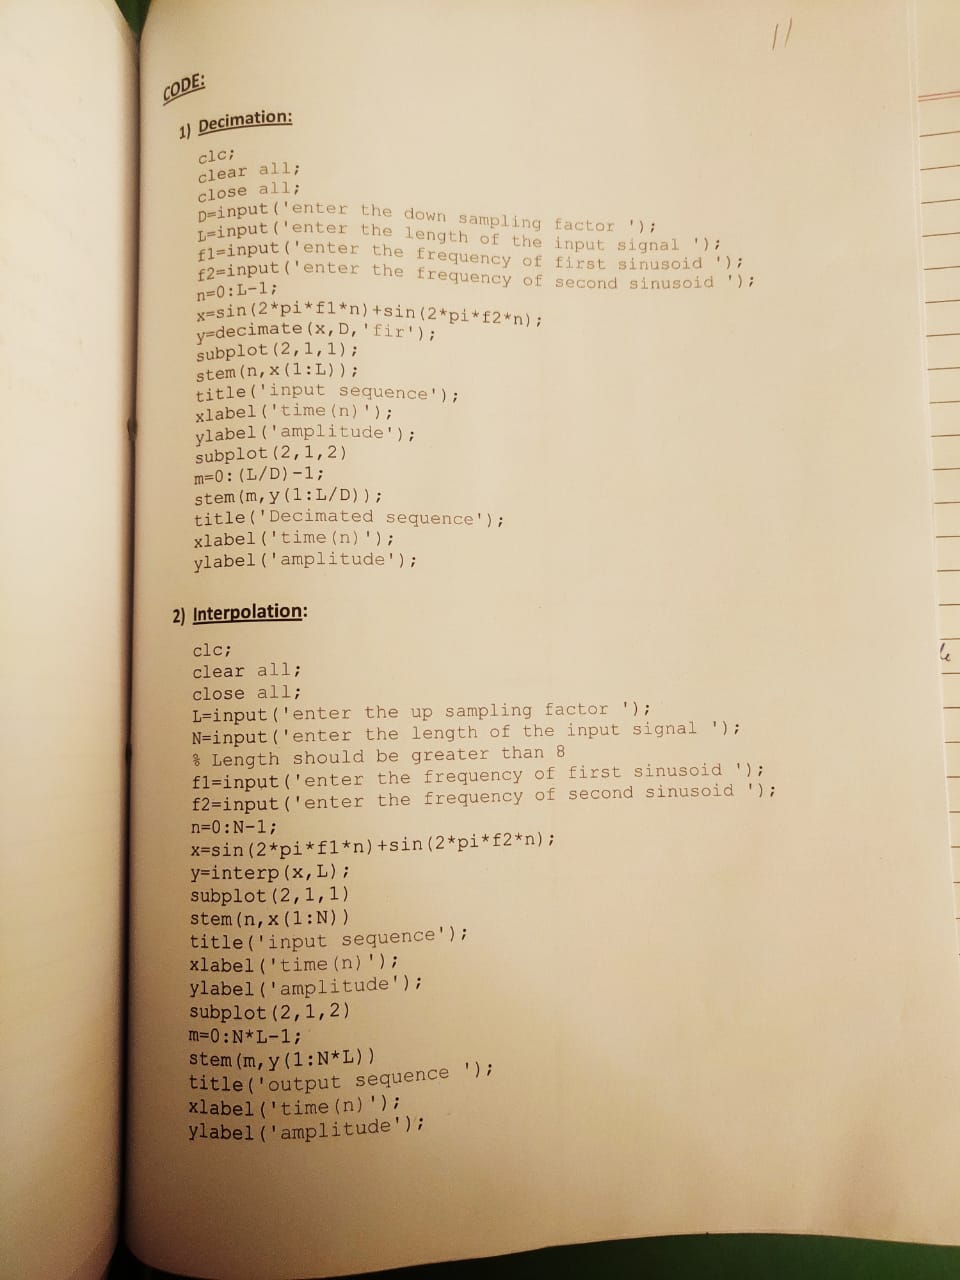 11
CODE:
1) Decimation:
clc;
clear all;
close all;
D=input('enter the down sampling factor ');
L=input('enter the length of the input signal ');
f1=input('enter the frequency of first sinusoid ');
f2=input('enter the frequency of second sinusoid ');
n=0:L-1;
x=sin(2*pi*f1*n)+sin(2*pi*f2*n);
y=decimate(x,D,'fir');
subplot(2,1,1);
stem(n,x(1:L));
title('input sequence');
xlabel('time(n)');
ylabel('amplitude');
subplot(2,1,2)
m=0:(L/D)-1;
stem(m,y(1:L/D));
title('Decimated sequence');
xlabel('time(n)');
ylabel('amplitude');
2) Interpolation:
clc;
clear all;
close all;
L=input('enter the up sampling factor ');
N=input('enter the length of the input signal ');
% Length should be greater than 8
f1=input('enter the frequency of first sinusoid ');
f2=input('enter the frequency of second sinusoid ');
n=0:N-1;
x=sin(2*pi*f1*n)+sin(2*pi*f2*n);
y=interp(x,L);
subplot(2,1,1)
stem(n,x(1:N))
title('input sequence');
xlabel('time(n)');
ylabel('amplitude');
subplot(2,1,2)
m=0:N*L-1;
stem(m,y(1:N*L))
title('output sequence ');
xlabel('time(n)');
ylabel('amplitude');